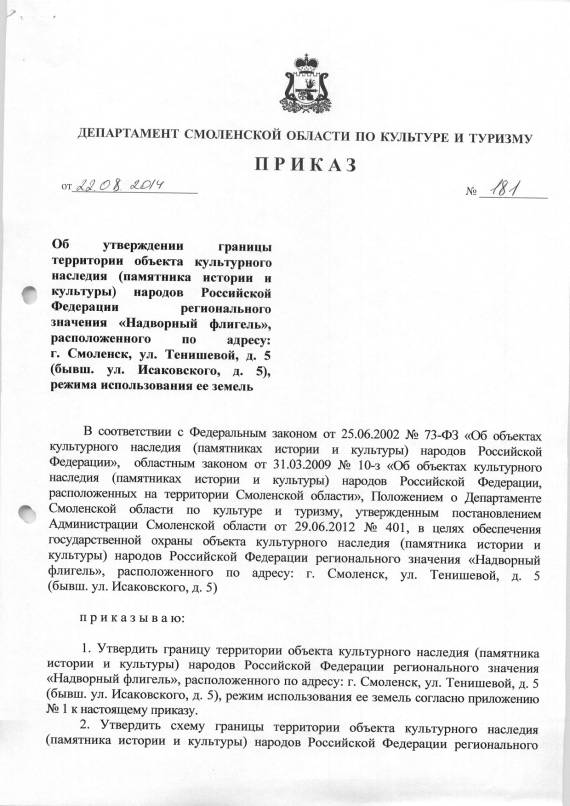 ДЕПАРТАМЕНТ СМОЛЕНСКОЙ ОБЛАСТИ ПО КУЛЬТУРЕ И ТУРИЗМУ
ПРИКАЗ
от 22.08.2014 № 181
Об утверждении границы
территории объекта культурного
наследия (памятника истории и
культуры) народов Российской
Федерации регионального
значения «Надворный флигель»,
расположенного по адресу:
г. Смоленск, ул. Тенишевой, д. 5
(бывш. ул. Исаковского, д. 5),
режима использования ее земель
В соответствии с Федеральным законом от 25.06.2002 № 73-ФЗ «Об объектах
культурного наследия (памятниках истории и культуры) народов Российской
Федерации», областным законом от 31.03.2009 № 10-з «Об объектах культурного
наследия (памятниках истории и культуры) народов Российской Федерации,
расположенных на территории Смоленской области», Положением о Департаменте
Смоленской области по культуре и туризму, утвержденным постановлением
Администрации Смоленской области от 29.06.2012 № 401, в целях обеспечения
государственной охраны объекта культурного наследия (памятника истории и
культуры) народов Российской Федерации регионального значения «Надворный
флигель», расположенного по адресу: г. Смоленск, ул. Тенишевой, д. 5
(бывш. ул. Исаковского, д. 5)
приказываю:
1. Утвердить границу территории объекта культурного наследия (памятника
истории и культуры) народов Российской Федерации регионального значения
«Надворный флигель», расположенного по адресу: г. Смоленск, ул. Тенишевой, д. 5
(бывш. ул. Исаковского, д. 5), режим использования ее земель согласно приложению
№ 1 к настоящему приказу.
2. Утвердить схему границы территории объекта культурного наследия
(памятника истории и культуры) народов Российской Федерации регионального